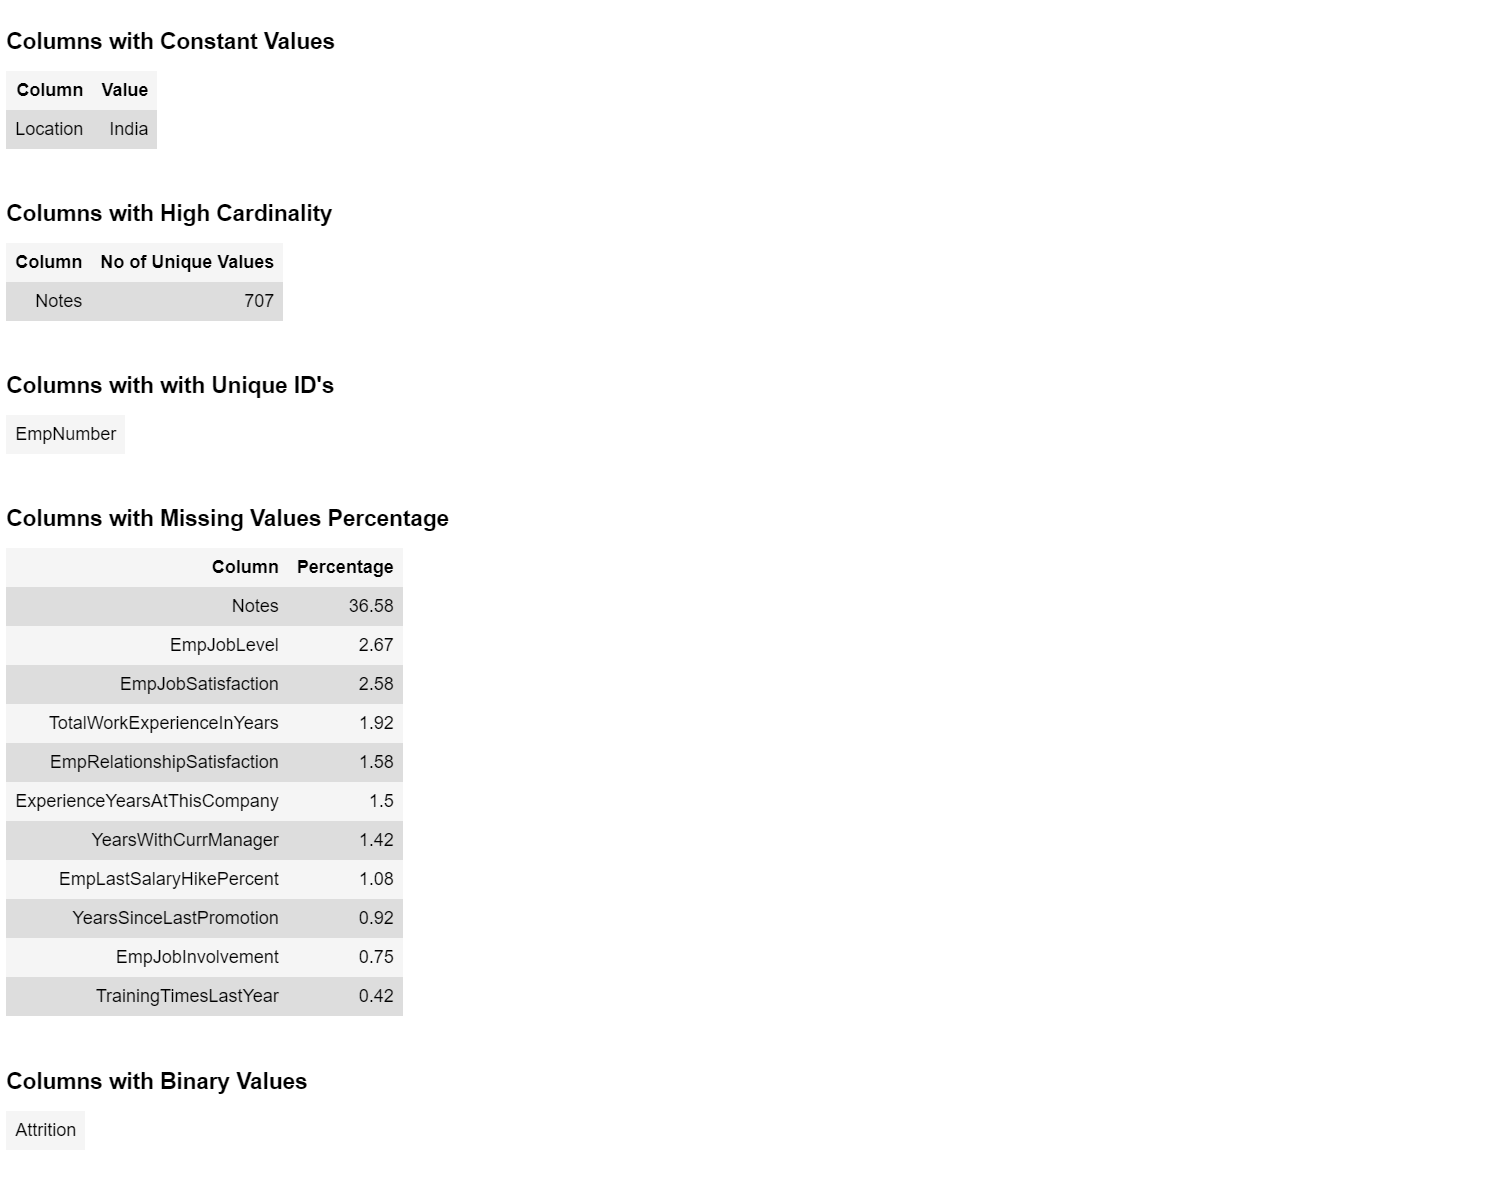 Columns with Constant Values
Column Value
Location India
Columns with High Cardinality
Column No of Unique Values
Notes 707
Columns with with Unique ID's
EmpNumber
Columns with Missing Values Percentage
Column Percentage
Notes 36.58
EmpJobLevel 2.67
EmpJobSatisfaction 2.58
TotalWorkExperienceInYears 1.92
EmpRelationshipSatisfaction 1.58
ExperienceYearsAtThisCompany 1.5
YearsWithCurrManager 1.42
EmpLastSalaryHikePercent 1.08
YearsSinceLastPromotion 0.92
EmpJobInvolvement 0.75
TrainingTimesLastYear 0.42
Columns with Binary Values
Attrition